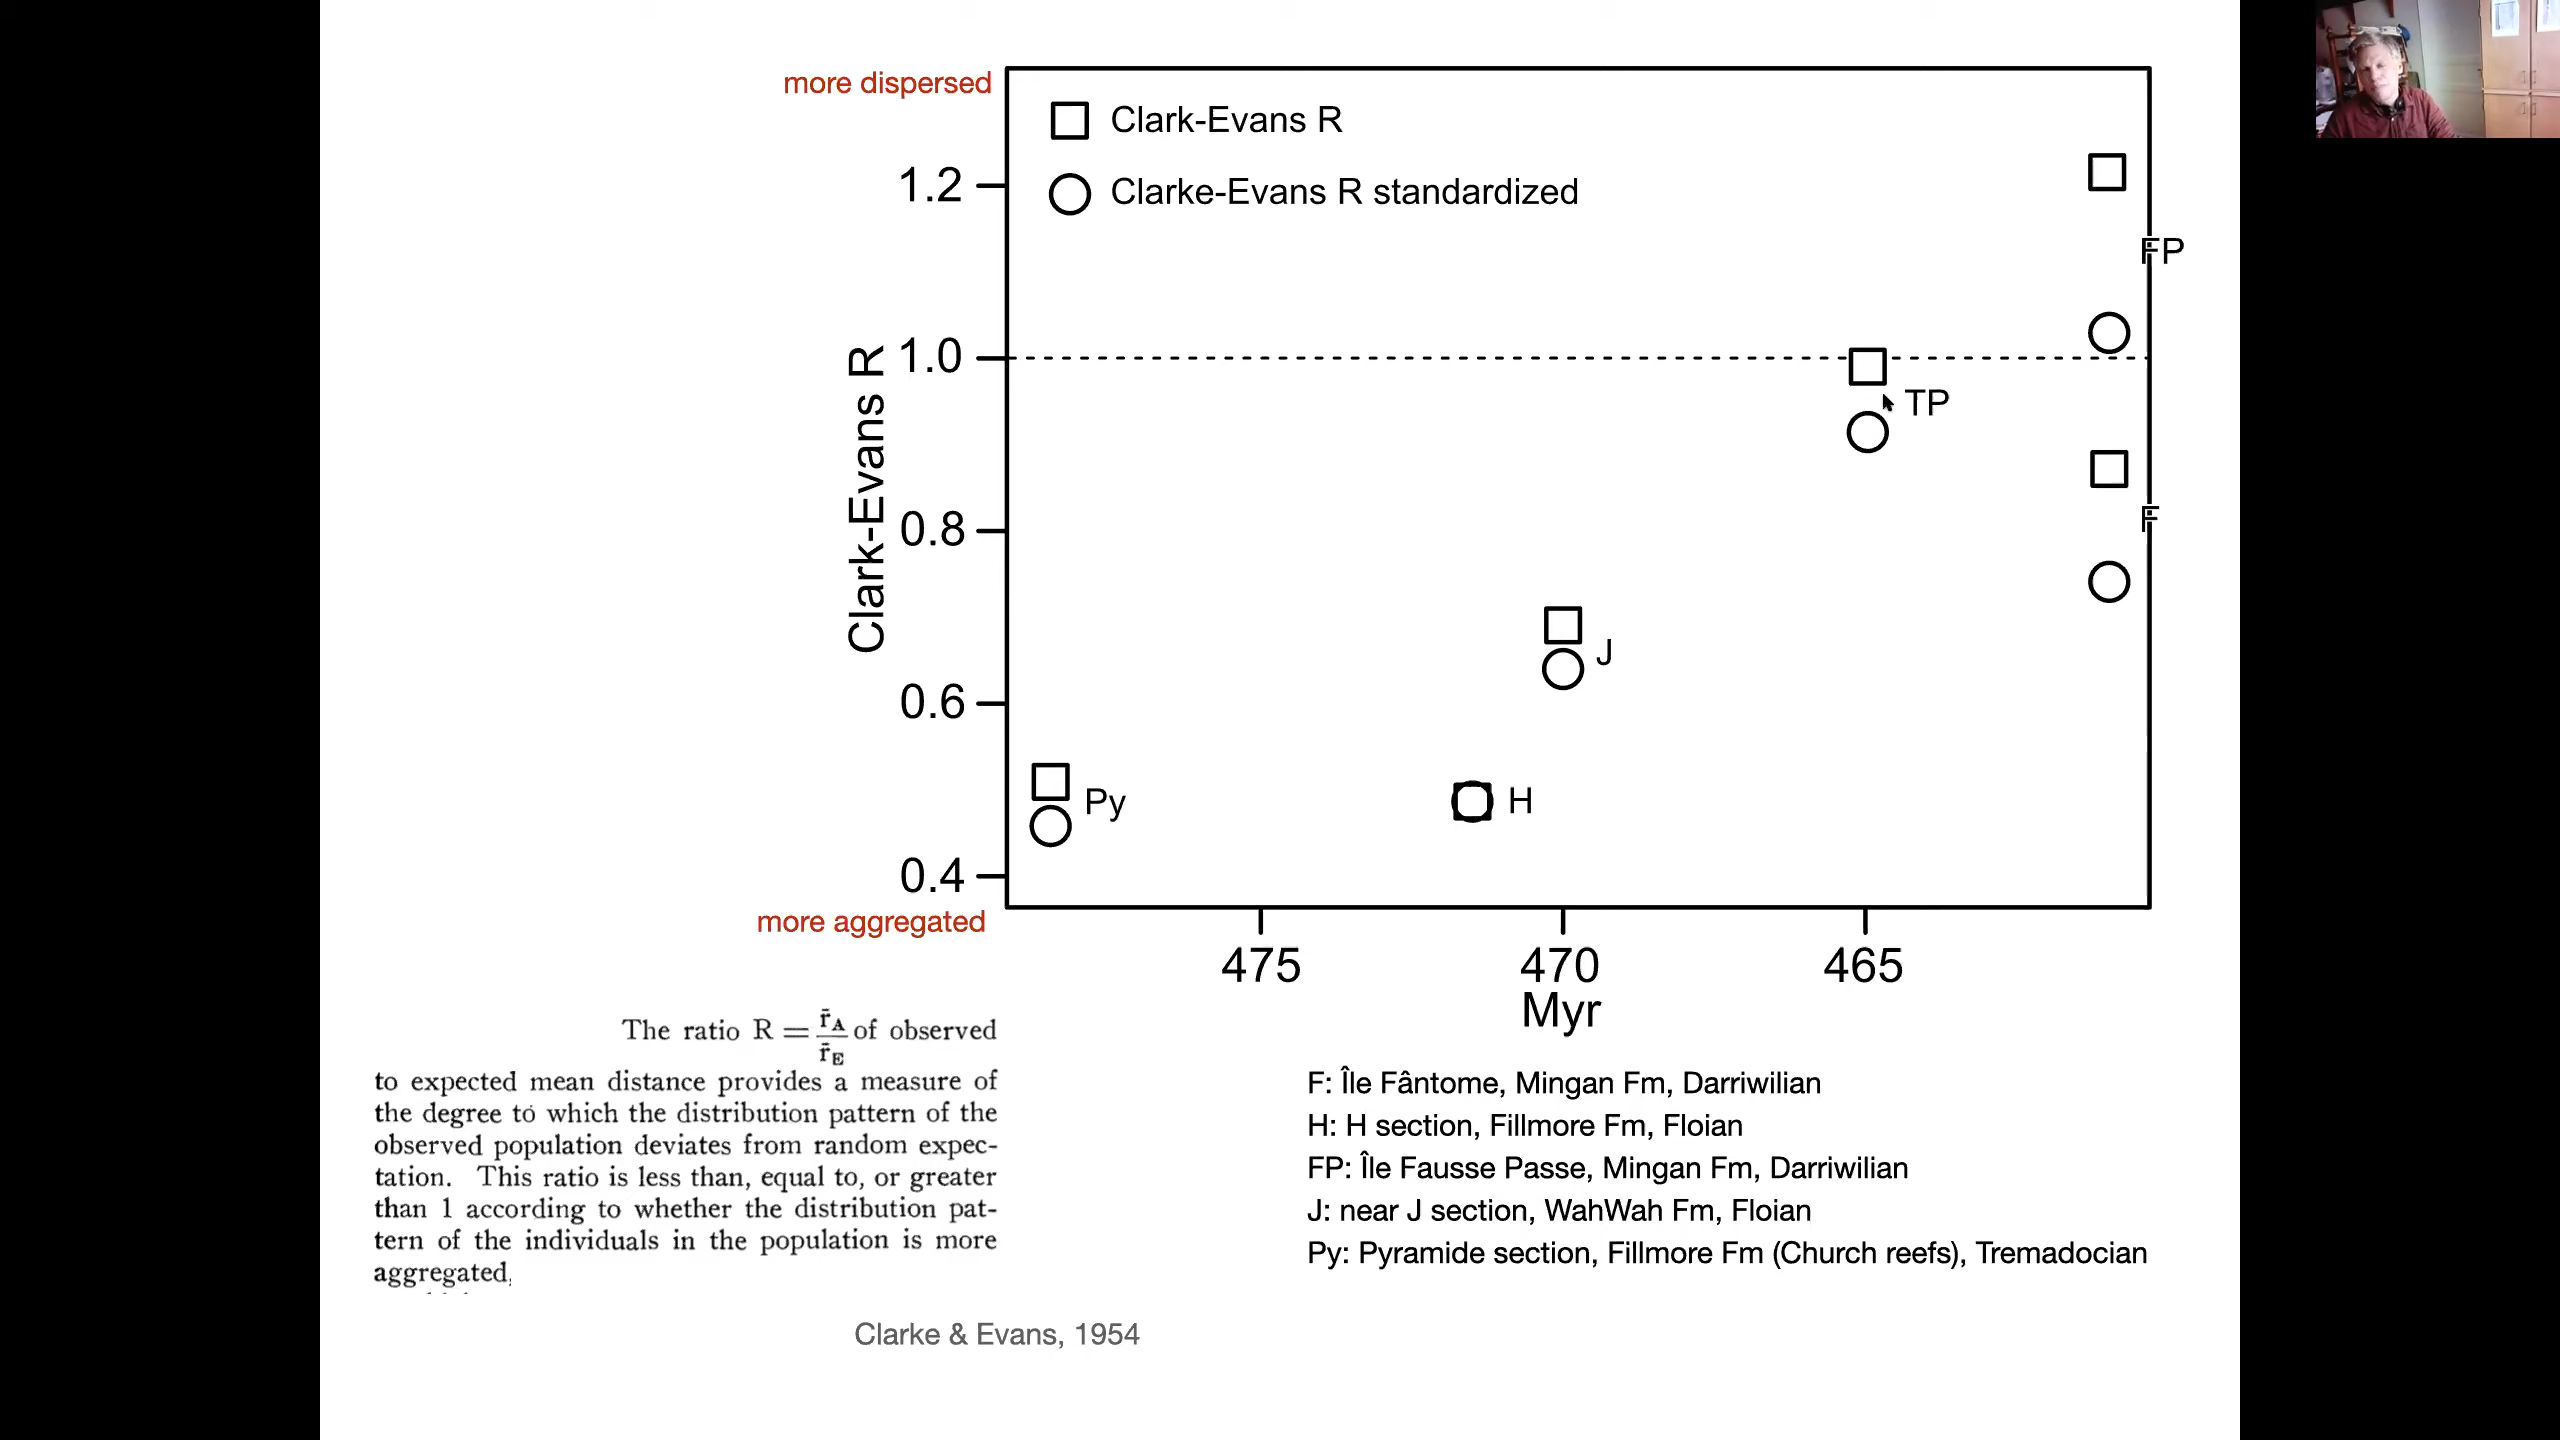 more dispersed
Clark-Evans R
Clarke-Evans R standardized
1.2
FP
1.0
TP
Clark-Evans R
0.8
F
J
0.6
Py
H
0.4
more aggregated
475
470
465
Myr
The ratio R = r̄A/r̄E of observed
to expected mean distance provides a measure of
the degree to which the distribution pattern of the
observed population deviates from random expec-
tation. This ratio is less than, equal to, or greater
than 1 according to whether the distribution pat-
tern of the individuals in the population is more
aggregated,
F: Île Fântome, Mingan Fm, Darriwilian
H: H section, Fillmore Fm, Floian
FP: Île Fausse Passe, Mingan Fm, Darriwilian
J: near J section, WahWah Fm, Floian
Py: Pyramide section, Fillmore Fm (Church reefs), Tremadocian
Clarke & Evans, 1954